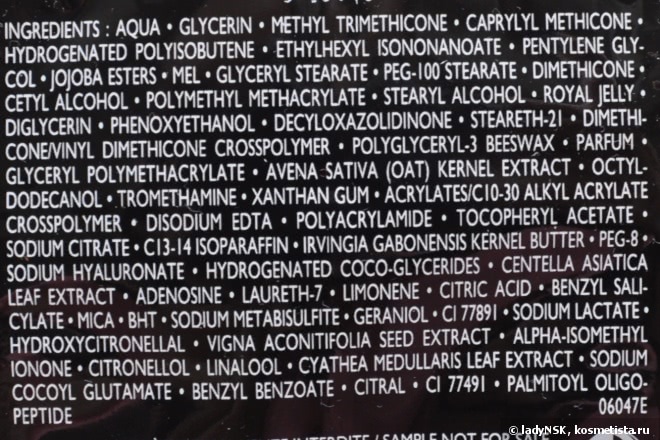 INGREDIENTS : AQUA • GLYCERIN • METHYL TRIMETHICONE • CAPRYLYL METHICONE •
HYDROGENATED POLYISOBUTENE • ETHYLHEXYL ISONONANOATE • PENTYLENE GLY-
COL • JOJOBA ESTERS • MEL • GLYCERYL STEARATE • PEG-100 STEARATE • DIMETHICONE •
CETYL ALCOHOL • POLYMETHYL METHACRYLATE • STEARYL ALCOHOL • ROYAL JELLY •
DIGLYCERIN • PHENOXYETHANOL • DECYLOXAZOLIDINONE • STEARETH-21 • DIMETHI-
CONE/VINYL DIMETHICONE CROSSPOLYMER • POLYGLYCERYL-3 BEESWAX • PARFUM •
GLYCERYL POLYMETHACRYLATE • AVENA SATIVA (OAT) KERNEL EXTRACT • OCTYL-
DODECANOL • TROMETHAMINE • XANTHAN GUM • ACRYLATES/C10-30 ALKYL ACRYLATE
CROSSPOLYMER • DISODIUM EDTA • POLYACRYLAMIDE • TOCOPHERYL ACETATE •
SODIUM CITRATE • C13-14 ISOPARAFFIN • IRVINGIA GABONENSIS KERNEL BUTTER • PEG-8 •
SODIUM HYALURONATE • HYDROGENATED COCO-GLYCERIDES • CENTELLA ASIATICA
LEAF EXTRACT • ADENOSINE • LAURETH-7 • LIMONENE • CITRIC ACID • BENZYL SALI-
CYLATE • MICA • BHT • SODIUM METABISULFITE • GERANIOL • CI 77891 • SODIUM LACTATE •
HYDROXYCITRONELLAL • VIGNA ACONITIFOLIA SEED EXTRACT • ALPHA-ISOMETHYL
IONONE • CITRONELLOL • LINALOOL • CYATHEA MEDULLARIS LEAF EXTRACT • SODIUM
COCOYL GLUTAMATE • BENZYL BENZOATE • CITRAL • CI 77491 • PALMITOYL OLIGO-
PEPTIDE 06047E
INTERDITE / SAMPLE NOT FOR SALE
© ladyNSK, kosmetista.ru